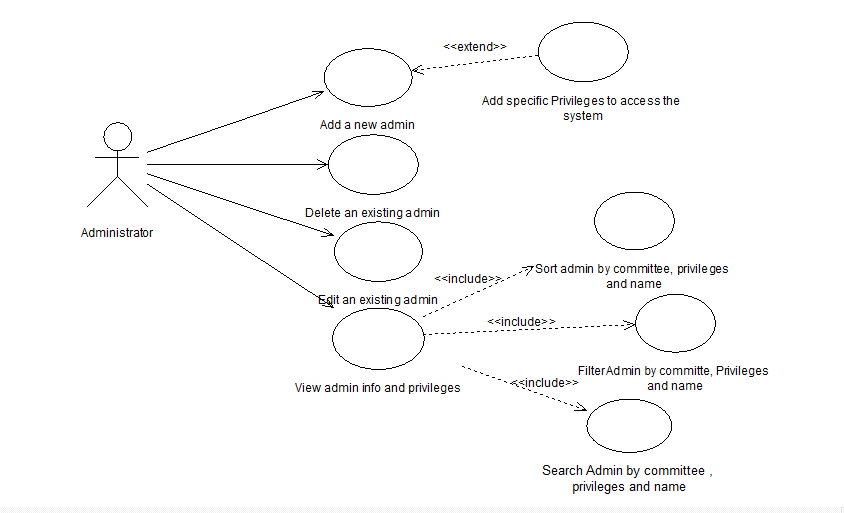 <<extend>>
Add specific Privileges to access the
system
Add a new admin
Delete an existing admin
Administrator
<<include>>
Sort admin by committee, privileges
and name
Edit an existing admin
<<include>>
FilterAdmin by committe, Privileges
and name
View admin info and privileges
<<include>>
Search Admin by committee ,
privileges and name